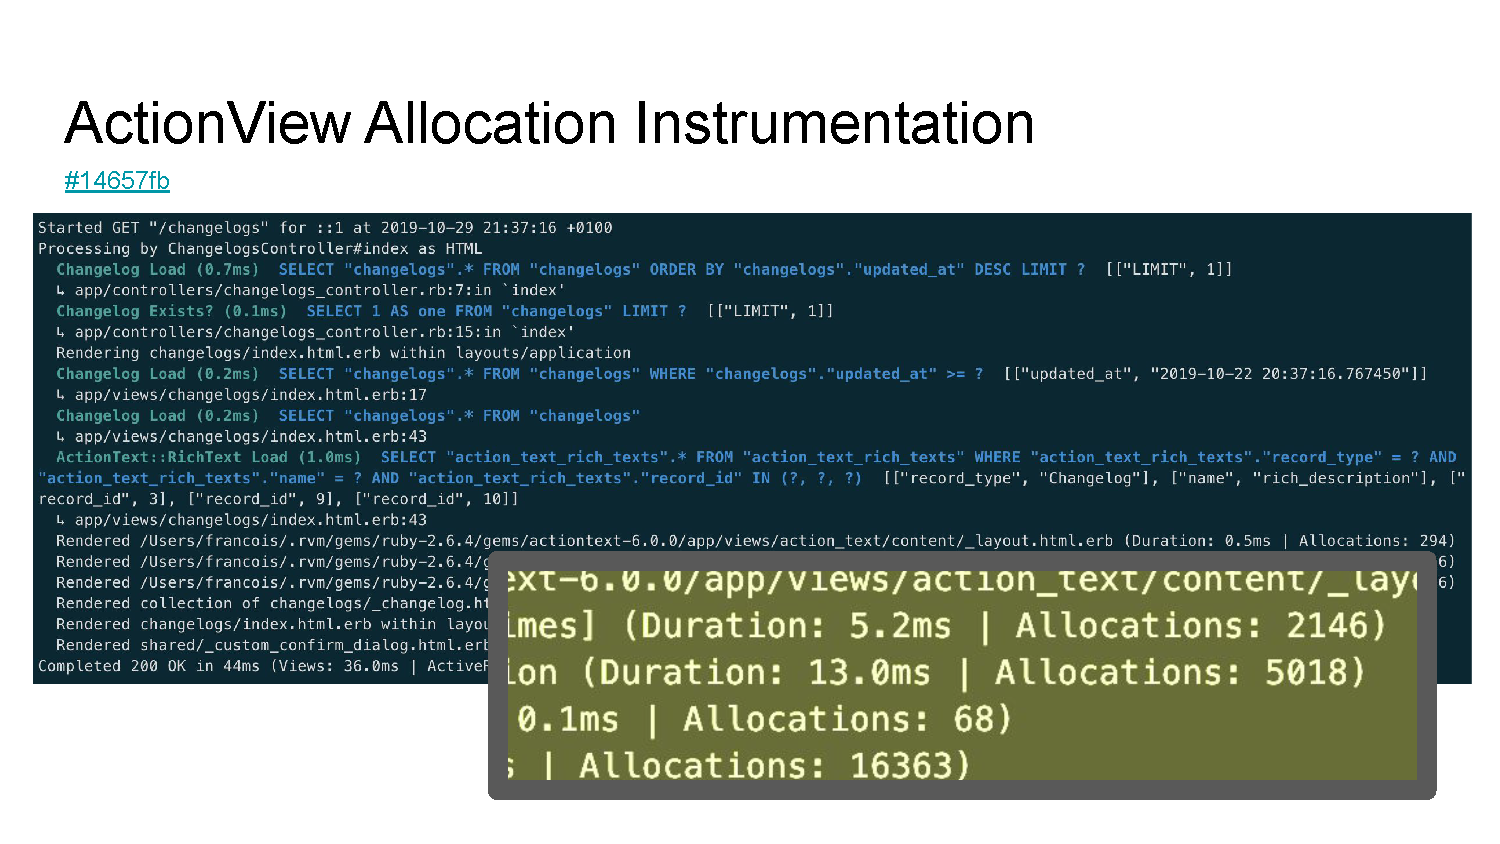 ActionView Allocation Instrumentation
#14657fb
Started GET "/changelogs" for ::1 at 2019-10-29 21:37:16 +0100
Processing by ChangelogsController#index as HTML
Changelog Load (0.7ms)  SELECT "changelogs".* FROM "changelogs" ORDER BY "changelogs"."updated_at" DESC LIMIT ?  [["LIMIT", 1]]
↳ app/controllers/changelogs_controller.rb:7:in `index'
Changelog Exists? (0.1ms)  SELECT 1 AS one FROM "changelogs" LIMIT ?  [["LIMIT", 1]]
↳ app/controllers/changelogs_controller.rb:15:in `index'
Rendering changelogs/index.html.erb within layouts/application
Changelog Load (0.2ms)  SELECT "changelogs".* FROM "changelogs" WHERE "changelogs"."updated_at" >= ?  [["updated_at", "2019-10-22 20:37:16.767450"]]
↳ app/views/changelogs/index.html.erb:17
Changelog Load (0.2ms)  SELECT "changelogs".* FROM "changelogs"
↳ app/views/changelogs/index.html.erb:43
ActionText::RichText Load (1.0ms)  SELECT "action_text_rich_texts".* FROM "action_text_rich_texts" WHERE "action_text_rich_texts"."record_type" = ? AND
"action_text_rich_texts"."name" = ? AND "action_text_rich_texts"."record_id" IN (?, ?, ?)  [["record_type", "Changelog"], ["name", "rich_description"], ["
record_id", 3], ["record_id", 9], ["record_id", 10]]
↳ app/views/changelogs/index.html.erb:43
Rendered /Users/francois/.rvm/gems/ruby-2.6.4/gems/actiontext-6.0.0/app/views/action_text/content/_layout.html.erb (Duration: 0.5ms | Allocations: 294)
Rendered /Users/francois/.rvm/gems/ruby-2.6.4/g 6)
Rendered /Users/francois/.rvm/gems/ruby-2.6.4/g 6)
Rendered collection of changelogs/_changelog.ht
Rendered changelogs/index.html.erb within layou
Rendered shared/_custom_confirm_dialog.html.erb
Completed 200 OK in 44ms (Views: 36.0ms | ActiveR
ext-6.0.0/app/views/action_text/content/_layo
imes] (Duration: 5.2ms | Allocations: 2146)
ion (Duration: 13.0ms | Allocations: 5018)
0.1ms | Allocations: 68)
s | Allocations: 16363)